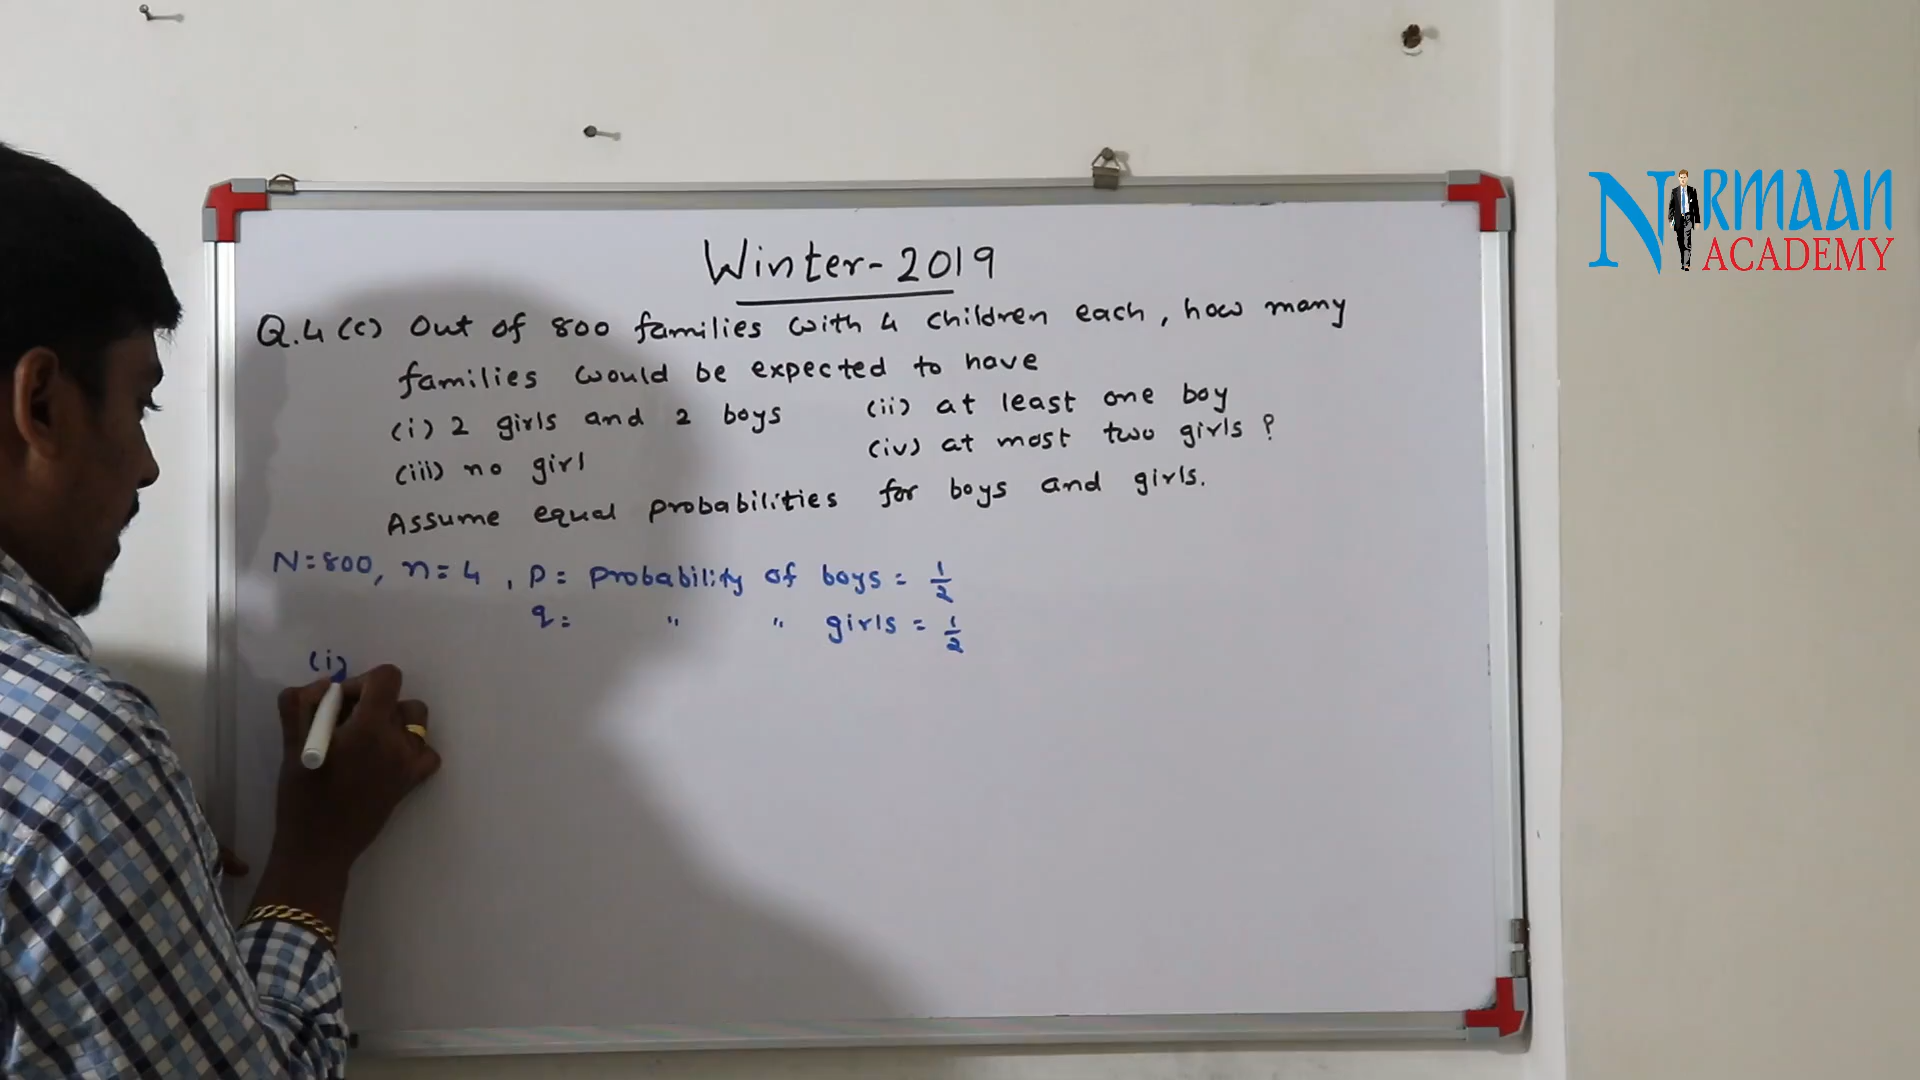 Winter-2019
Q.4 (c) Out of 800 families with 4 children each, how many
families would be expected to have
(i) 2 girls and 2 boys (ii) at least one boy
(iii) no girl (iv) at most two girls ?
Assume equal probabilities for boys and girls.
N=800, n=4, p= probability of boys = 1/2
q= " " girls = 1/2
(i)
NIRMAAN
ACADEMY